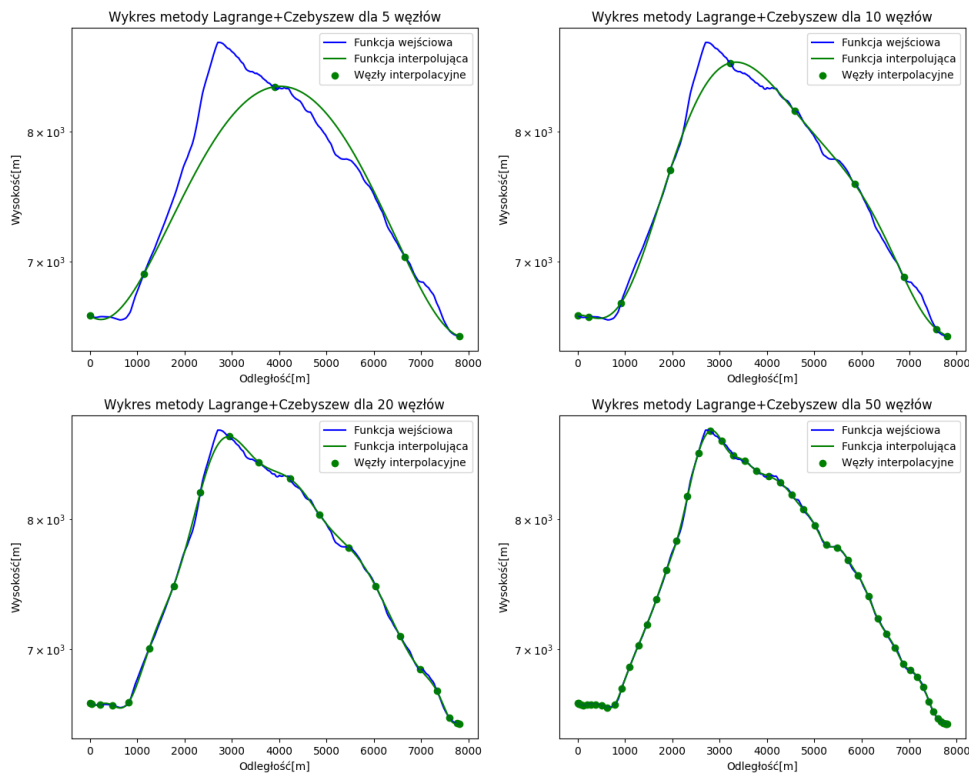 Wykres metody Lagrange+Czebyszew dla 5 węzłów
Funkcja wejściowa
Funkcja interpolująca
Węzły interpolacyjne
8 × 10³
7 × 10³
Wysokość[m]
0 1000 2000 3000 4000 5000 6000 7000 8000
Odległość[m]
Wykres metody Lagrange+Czebyszew dla 10 węzłów
Funkcja wejściowa
Funkcja interpolująca
Węzły interpolacyjne
8 × 10³
7 × 10³
Wysokość[m]
0 1000 2000 3000 4000 5000 6000 7000 8000
Odległość[m]
Wykres metody Lagrange+Czebyszew dla 20 węzłów
Funkcja wejściowa
Funkcja interpolująca
Węzły interpolacyjne
8 × 10³
7 × 10³
Wysokość[m]
0 1000 2000 3000 4000 5000 6000 7000 8000
Odległość[m]
Wykres metody Lagrange+Czebyszew dla 50 węzłów
Funkcja wejściowa
Funkcja interpolująca
Węzły interpolacyjne
8 × 10³
7 × 10³
Wysokość[m]
0 1000 2000 3000 4000 5000 6000 7000 8000
Odległość[m]